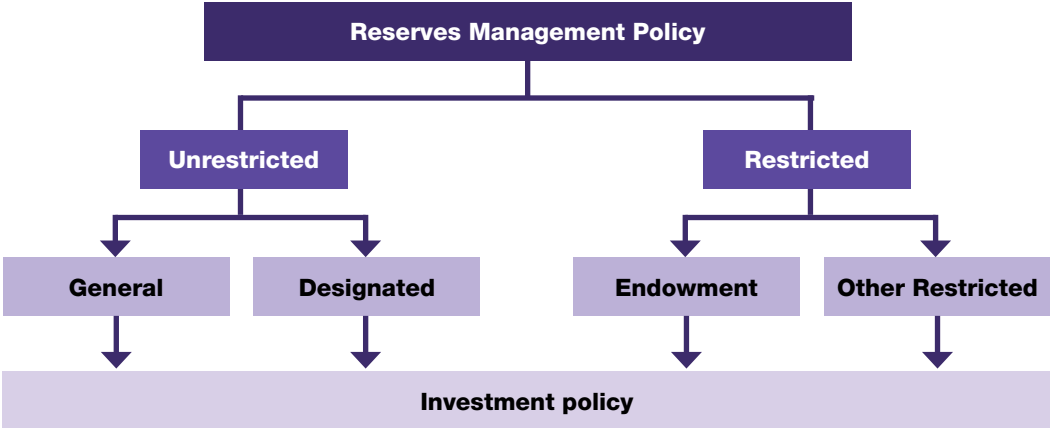 Reserves Management Policy
Unrestricted
Restricted
General
Designated
Endowment
Other Restricted
Investment policy